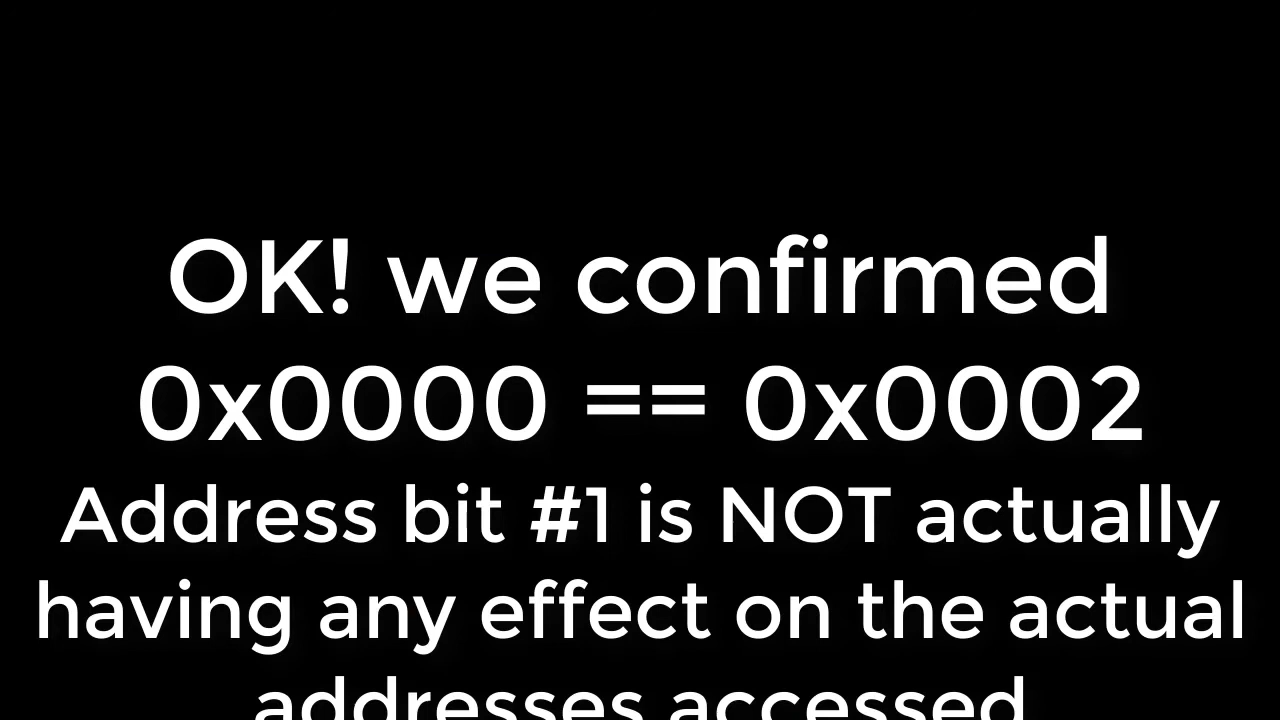 OK! we confirmed
0x0000 == 0x0002
Address bit #1 is NOT actually
having any effect on the actual
addresses accessed